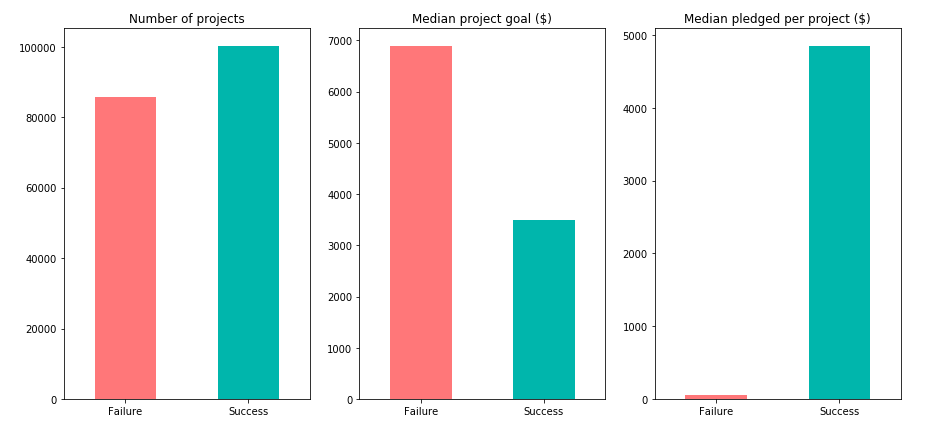 Number of projects
100000
80000
60000
40000
20000
0
Failure
Success
Median project goal ($)
7000
6000
5000
4000
3000
2000
1000
0
Failure
Success
Median pledged per project ($)
5000
4000
3000
2000
1000
0
Failure
Success